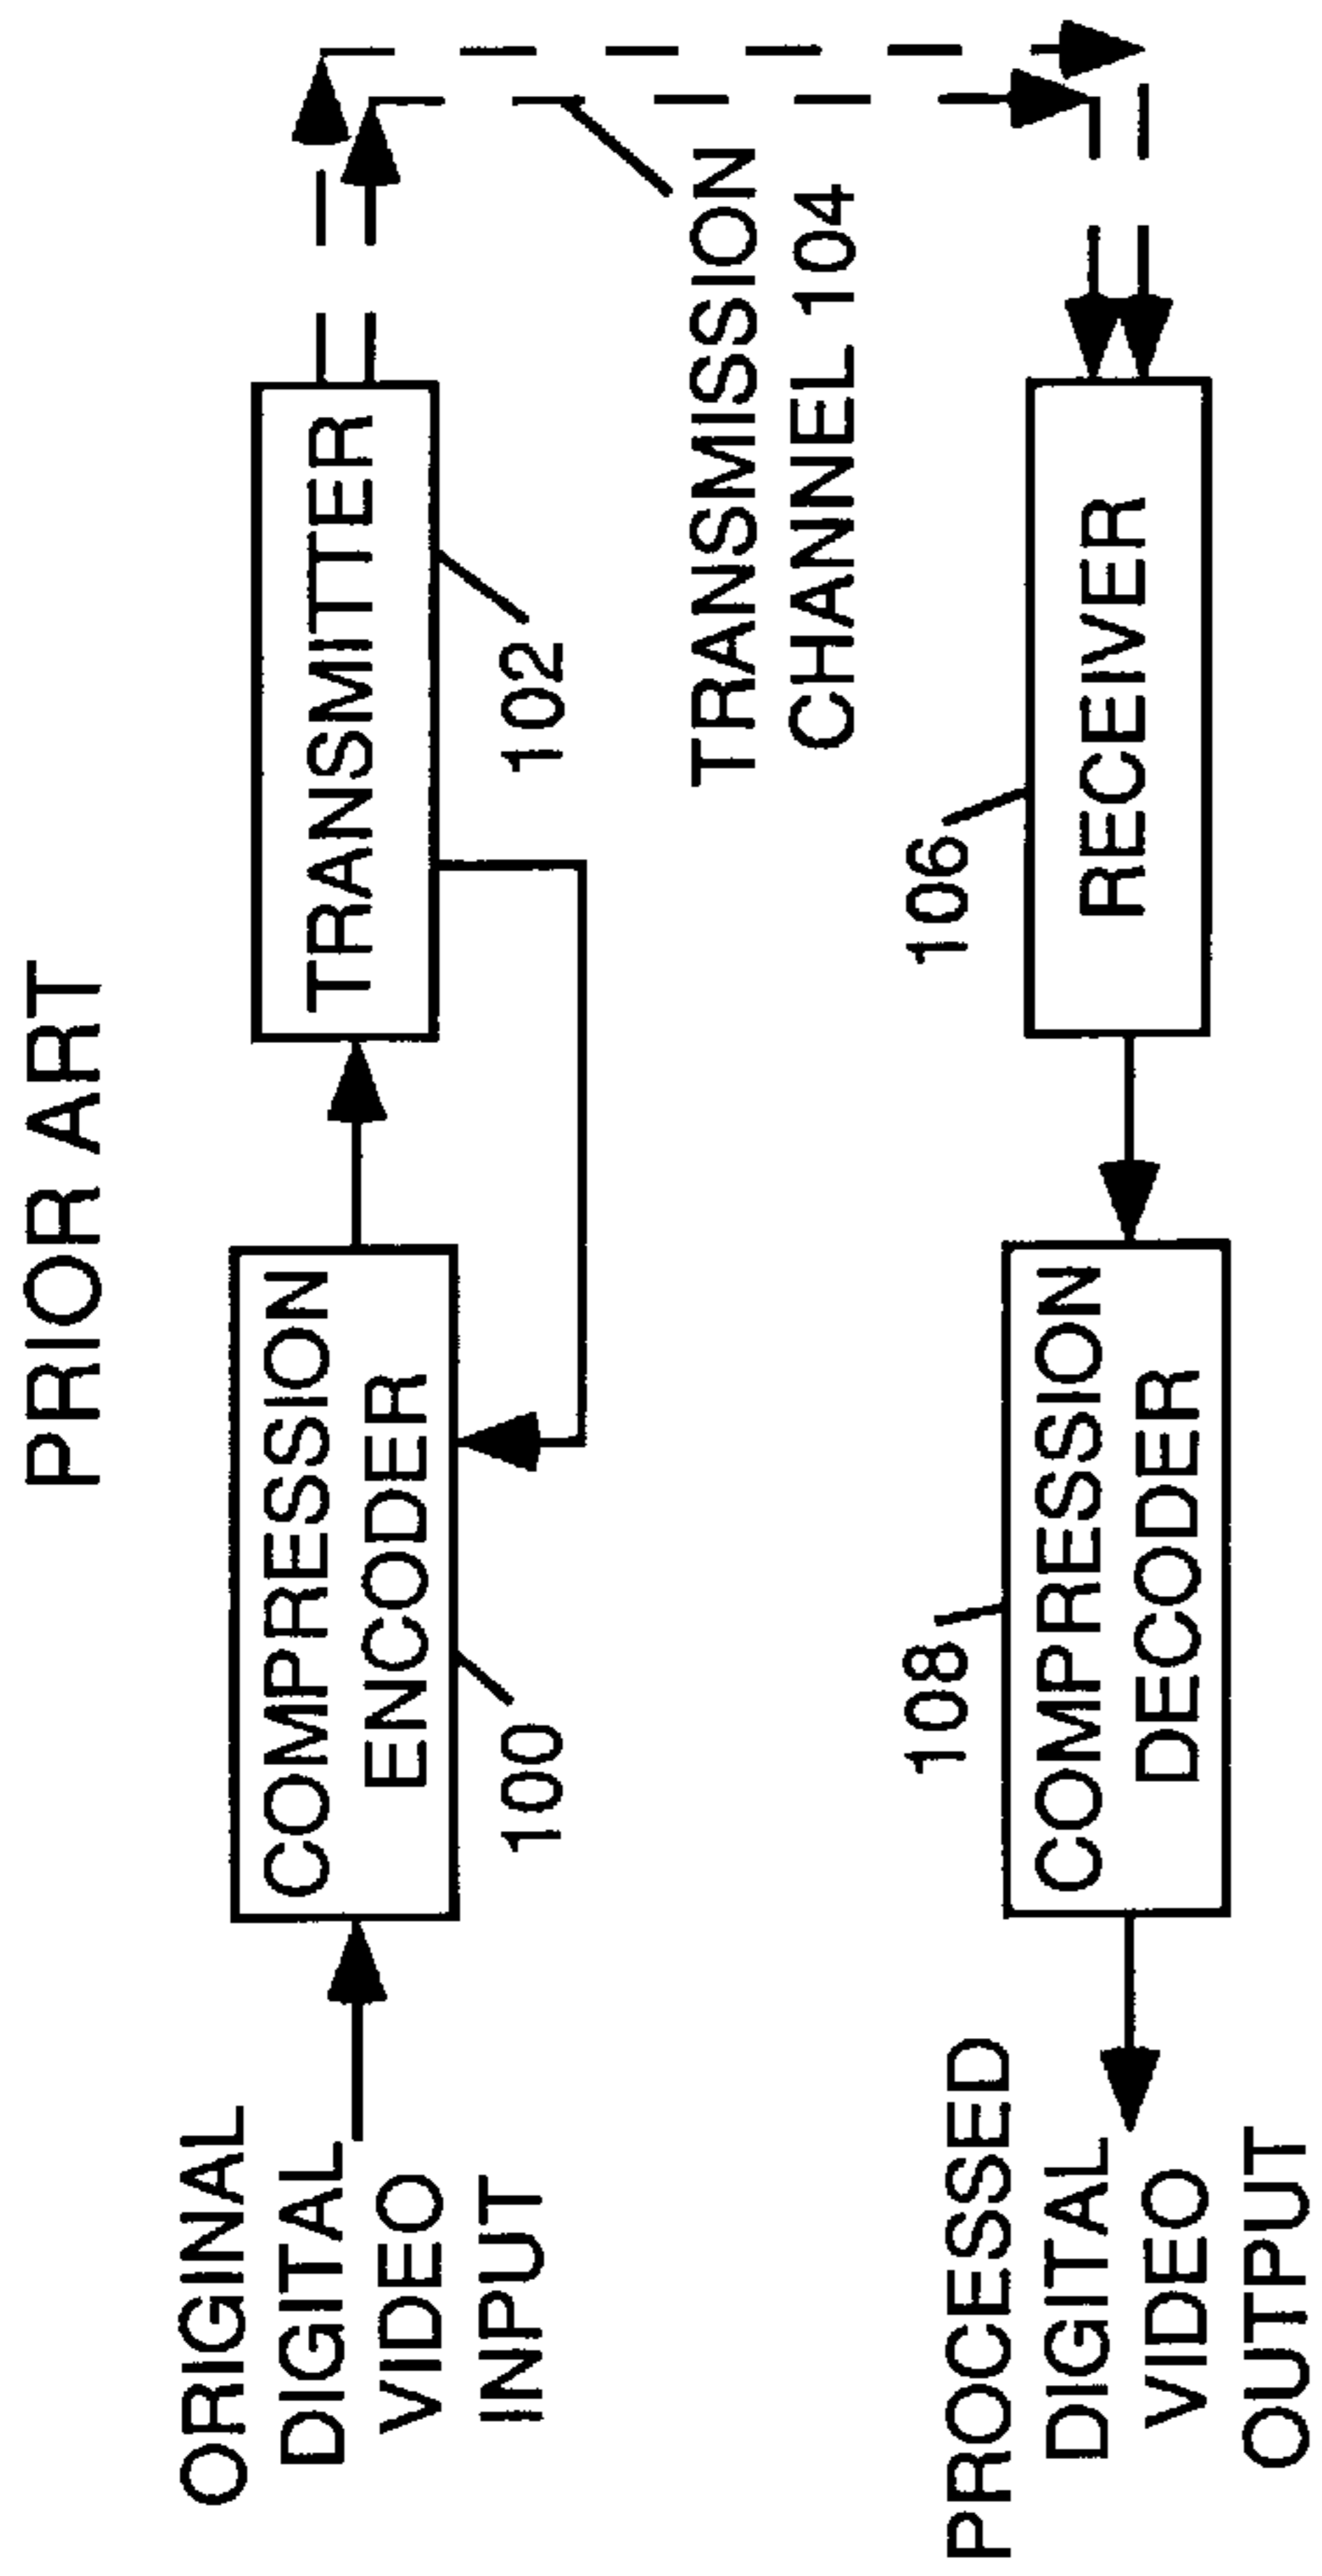 PRIOR ART
ORIGINAL
DIGITAL
VIDEO
INPUT
COMPRESSION
ENCODER
100
TRANSMITTER
102
TRANSMISSION
CHANNEL 104
PROCESSED
DIGITAL
VIDEO
OUTPUT
108
COMPRESSION
DECODER
106
RECEIVER